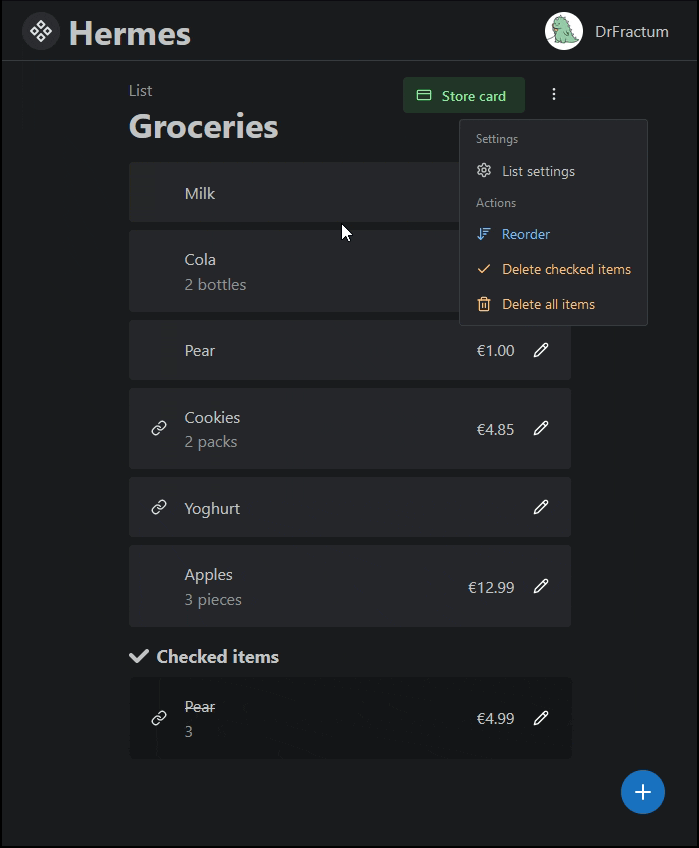 Hermes
DrFractum
List
Store card
Groceries
Settings
List settings
Actions
Reorder
Delete checked items
Delete all items
Milk
Cola
2 bottles
Pear
€1.00
Cookies
2 packs
€4.85
Yoghurt
Apples
3 pieces
€12.99
Checked items
Pear
3
€4.99